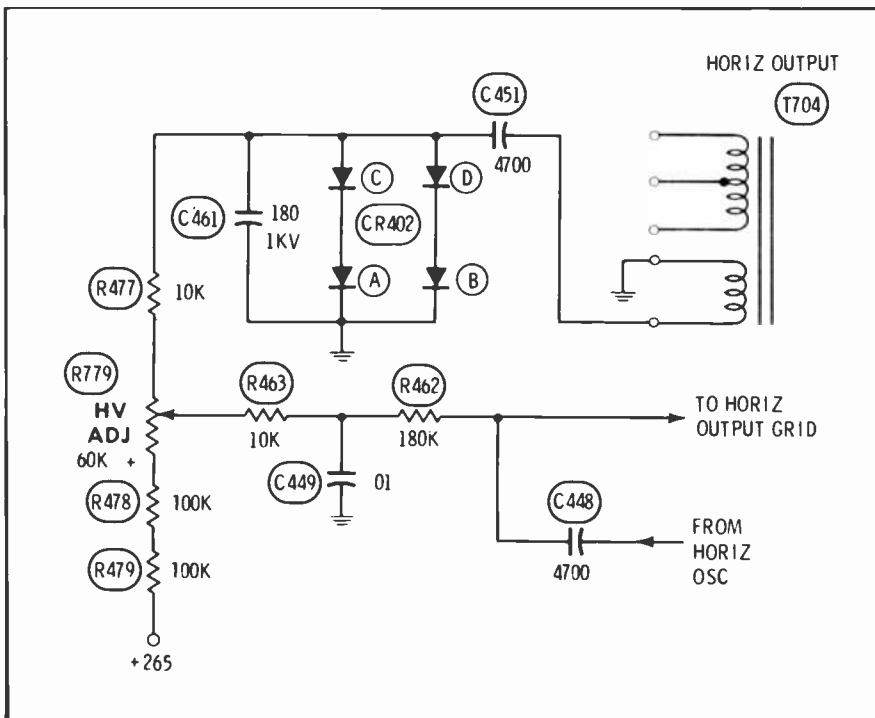 HORIZ OUTPUT
T704
C451
4700
C
D
C461
180
1KV
CR402
A
B
R477
10K
R779
HV
ADJ
60K +
R463
10K
R462
180K
TO HORIZ
OUTPUT GRID
C449
01
R478
100K
C448
4700
FROM
HORIZ
OSC
R479
100K
+265